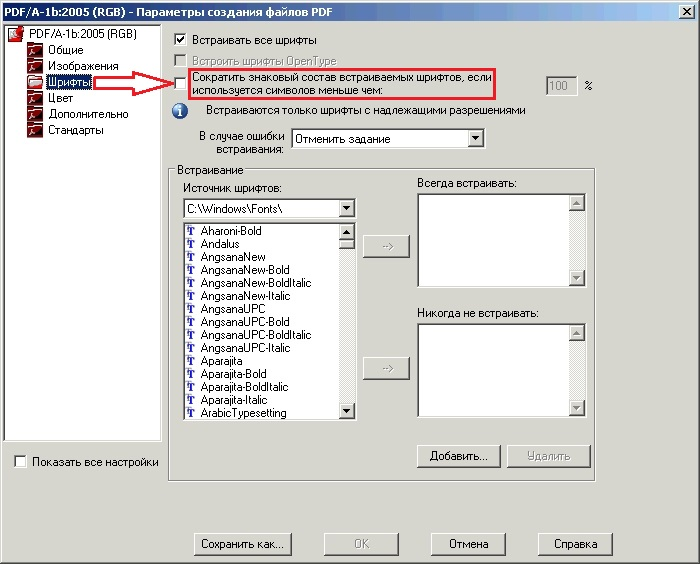 PDF/A-1b:2005 (RGB) - Параметры создания файлов PDF
PDF/A-1b:2005 (RGB)
Общие
Изображения
Шрифты
Цвет
Дополнительно
Стандарты
Показать все настройки
Встраивать все шрифты
Встроить шрифты OpenType
Сократить знаковый состав встраиваемых шрифтов, если
используется символов меньше чем:
100 %
Встраиваются только шрифты с надлежащими разрешениями
В случае ошибки
встраивания:
Отменить задание
Встраивание
Источник шрифтов:
C:\Windows\Fonts\
Aharoni-Bold
Andalus
AngsanaNew
AngsanaNew-Bold
AngsanaNew-BoldItalic
AngsanaNew-Italic
AngsanaUPC
AngsanaUPC-Bold
AngsanaUPC-BoldItalic
AngsanaUPC-Italic
Aparajita
Aparajita-Bold
Aparajita-BoldItalic
Aparajita-Italic
ArabicTypesetting
-->
-->
Всегда встраивать:
Никогда не встраивать:
Добавить...
Удалить
Сохранить как...
OK
Отмена
Справка